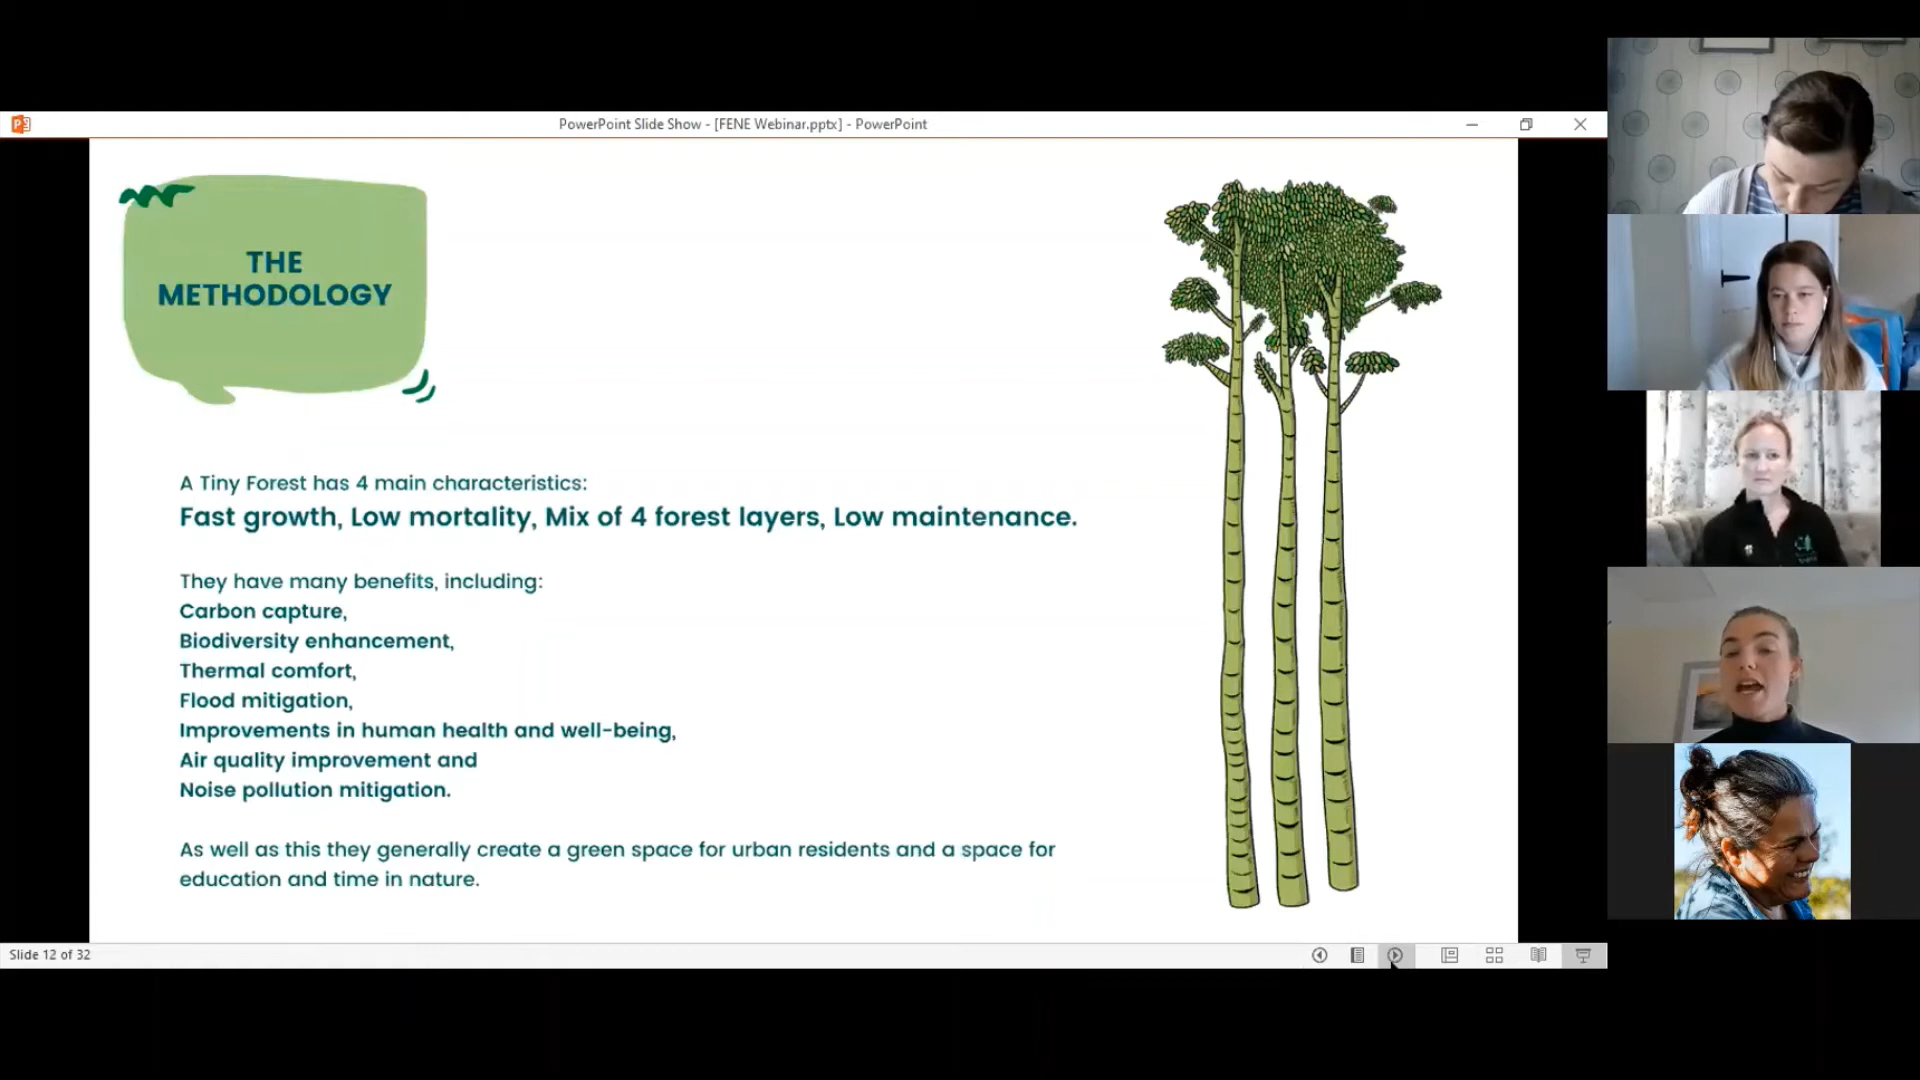 PowerPoint Slide Show - [FENE Webinar.pptx] - PowerPoint
THE
METHODOLOGY
A Tiny Forest has 4 main characteristics:
Fast growth, Low mortality, Mix of 4 forest layers, Low maintenance.
They have many benefits, including:
Carbon capture,
Biodiversity enhancement,
Thermal comfort,
Flood mitigation,
Improvements in human health and well-being,
Air quality improvement and
Noise pollution mitigation.
As well as this they generally create a green space for urban residents and a space for
education and time in nature.
Slide 12 of 32